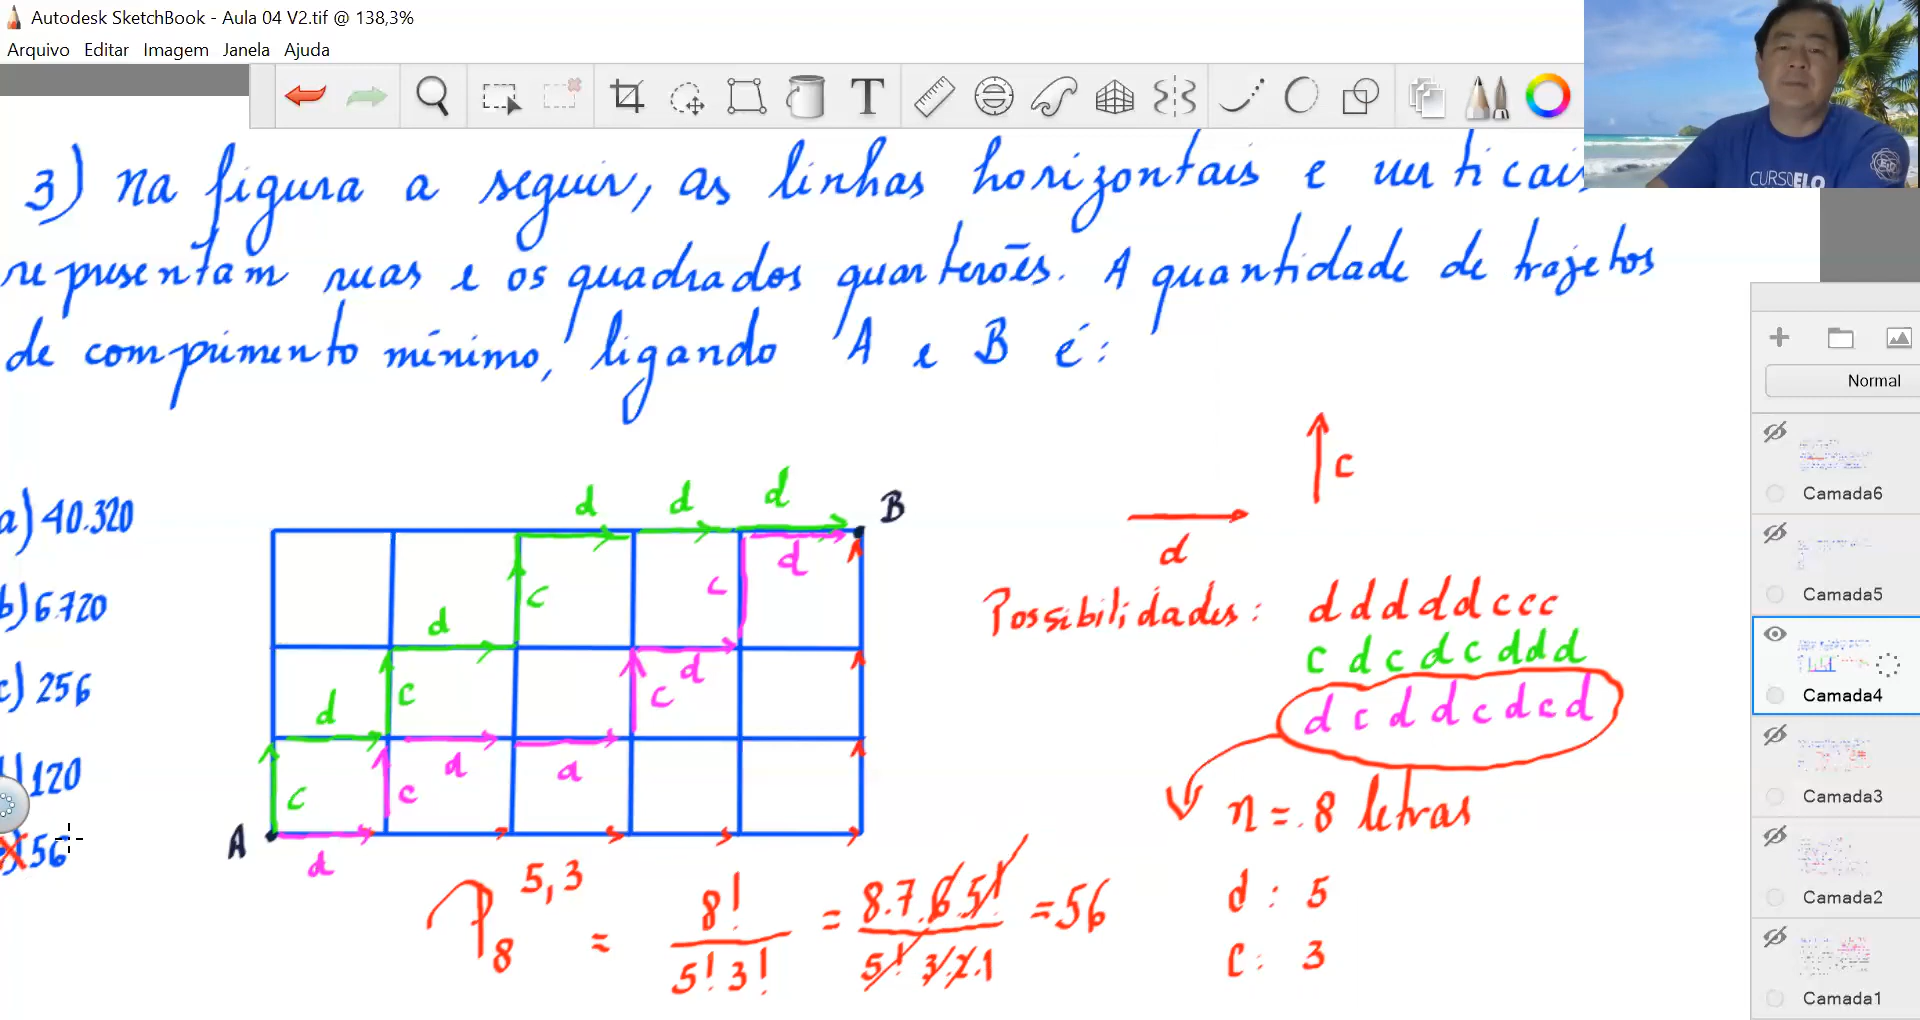 Autodesk SketchBook - Aula 04 V2.tif @ 138,3%
Arquivo Editar Imagem Janela Ajuda
T
CURSO ELO
3) Na figura a seguir, as linhas horizontais e verticais
representam ruas e os quadrados quarteirões. A quantidade de trajetos
de comprimento mínimo, ligando A e B é:
a) 40.320
b) 6.720
c) 256
d) 120
e) 56
d d d B
c c d
d
d c c d
c c d d
A d
c
d
Possibilidades: d d d d d c c c
c d c d c d d d
d c d d c d c d
n = 8 letras
d : 5
c : 3
P 8 5,3 = 8! / 5! 3! = 8.7.6.5! / 5! 3.2.1 = 56
Normal
Camada6
Camada5
Camada4
Camada3
Camada2
Camada1